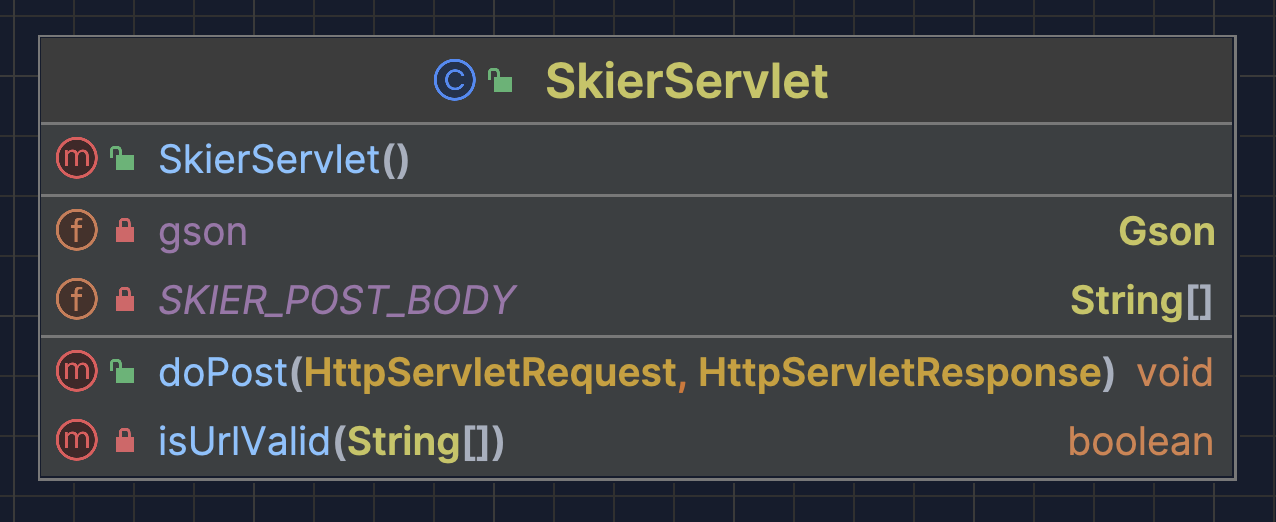 C SkierServlet
m SkierServlet()
f gson Gson
f SKIER_POST_BODY String[]
m doPost(HttpServletRequest, HttpServletResponse) void
m isUrlValid(String[]) boolean